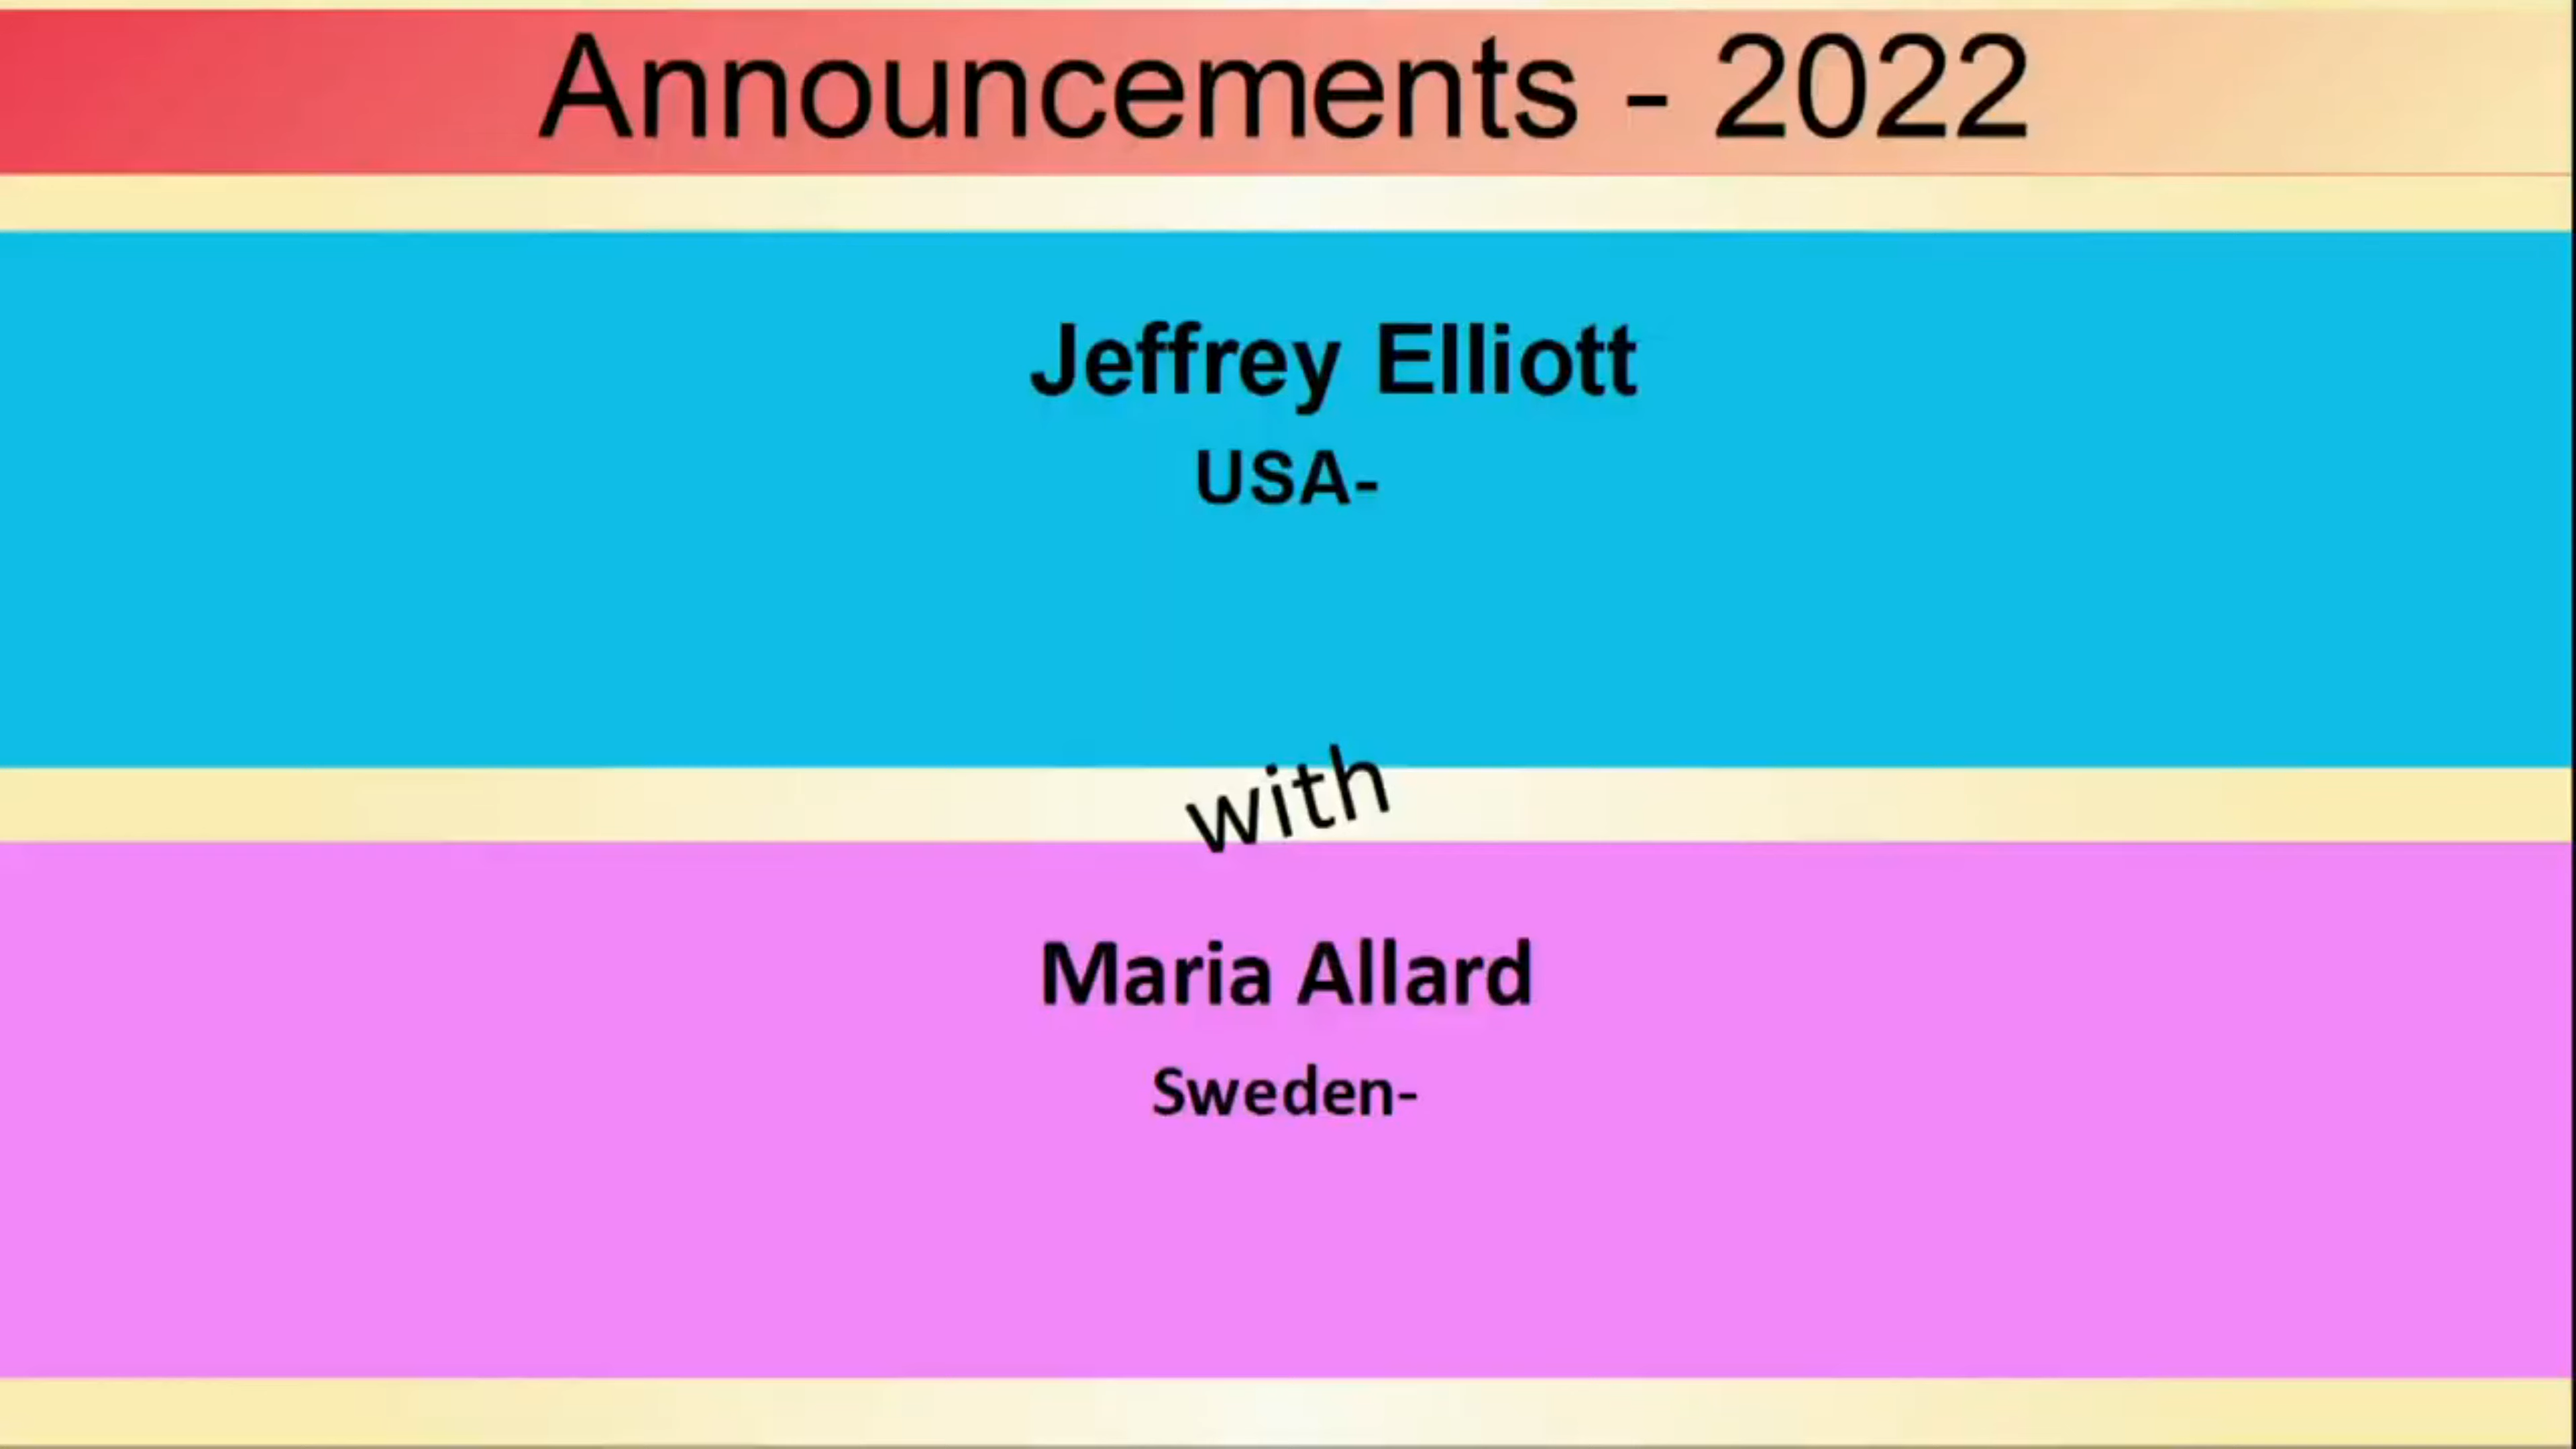 Announcements - 2022
Jeffrey Elliott
USA-
with
Maria Allard
Sweden-